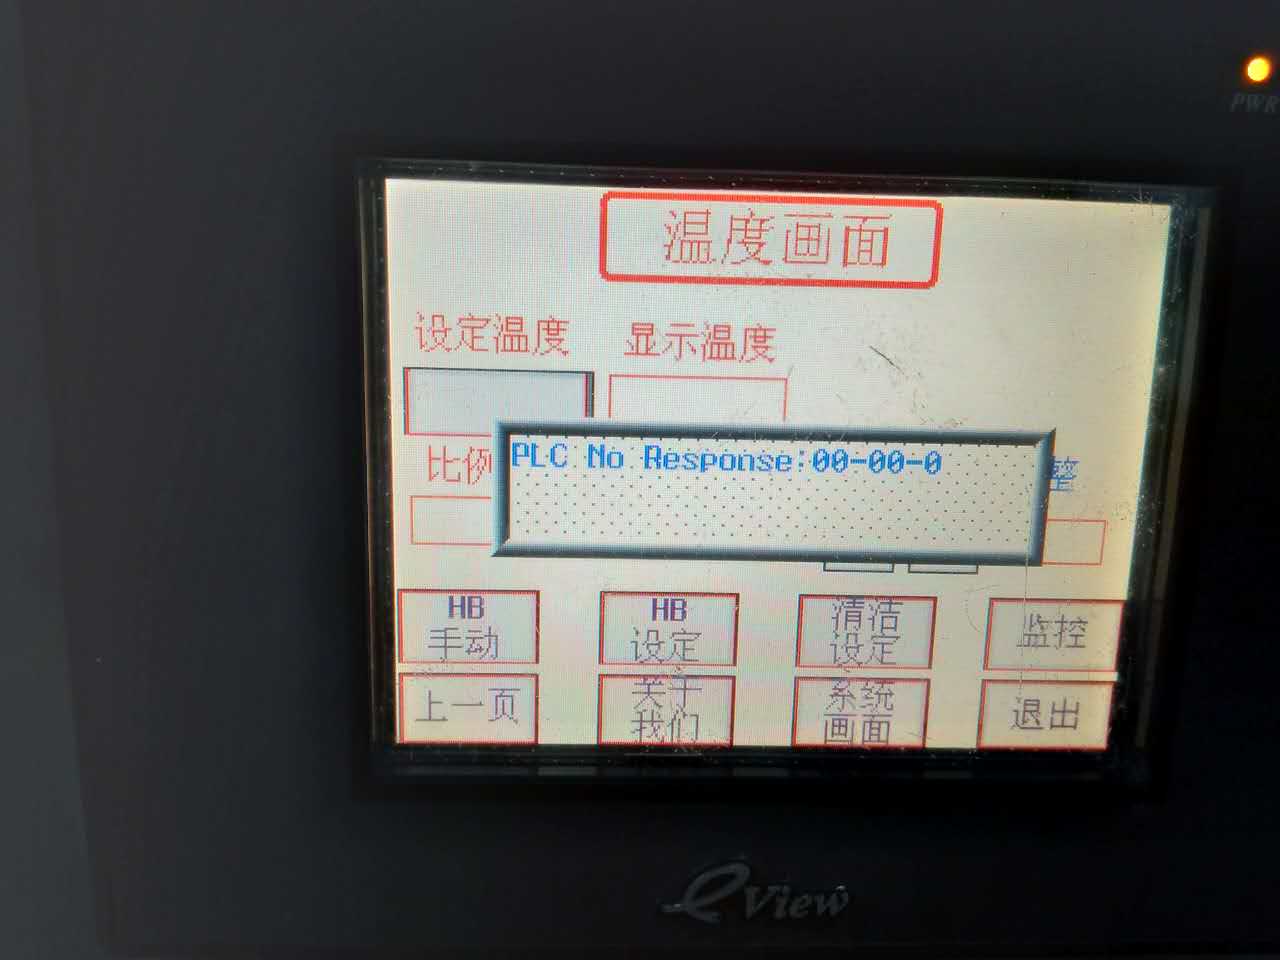 PWR
温度画面
设定温度 显示温度
PLC No Response:00-00-0
比例
整
HB
手动
HB
设定
清洁
设定
监控
上一页
关于
我们
系统
画面
退出
eView